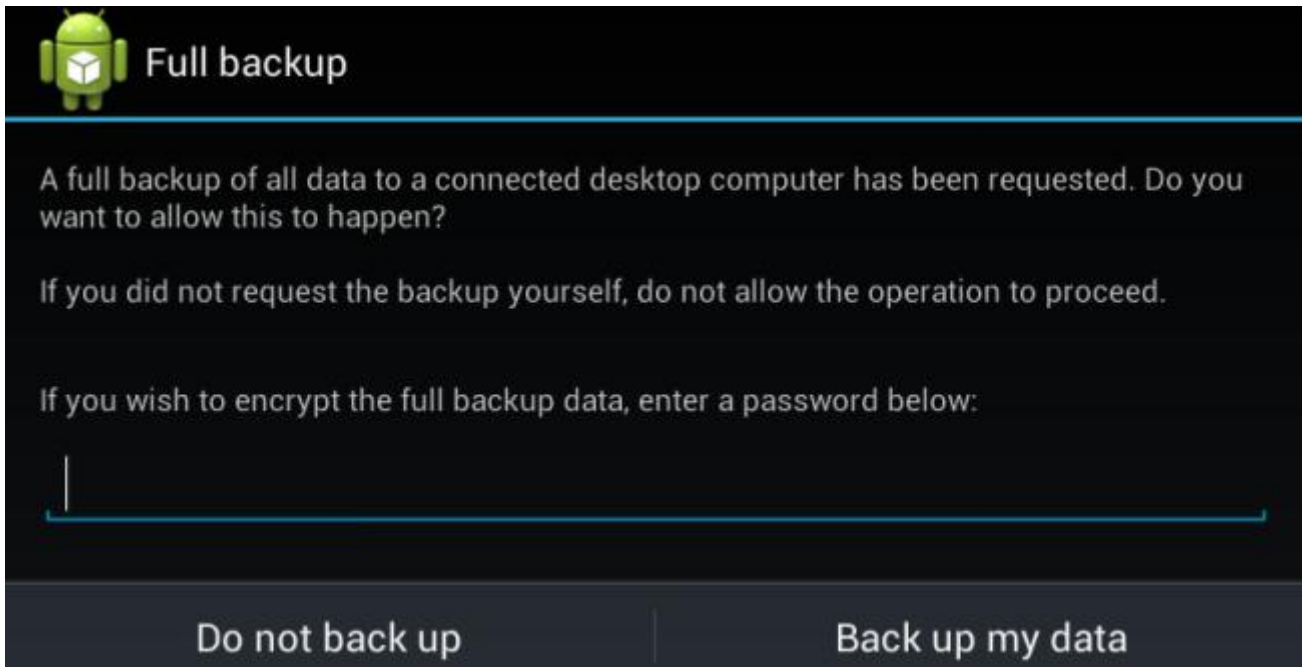 Full backup
A full backup of all data to a connected desktop computer has been requested. Do you
want to allow this to happen?
If you did not request the backup yourself, do not allow the operation to proceed.
If you wish to encrypt the full backup data, enter a password below:
Do not back up
Back up my data